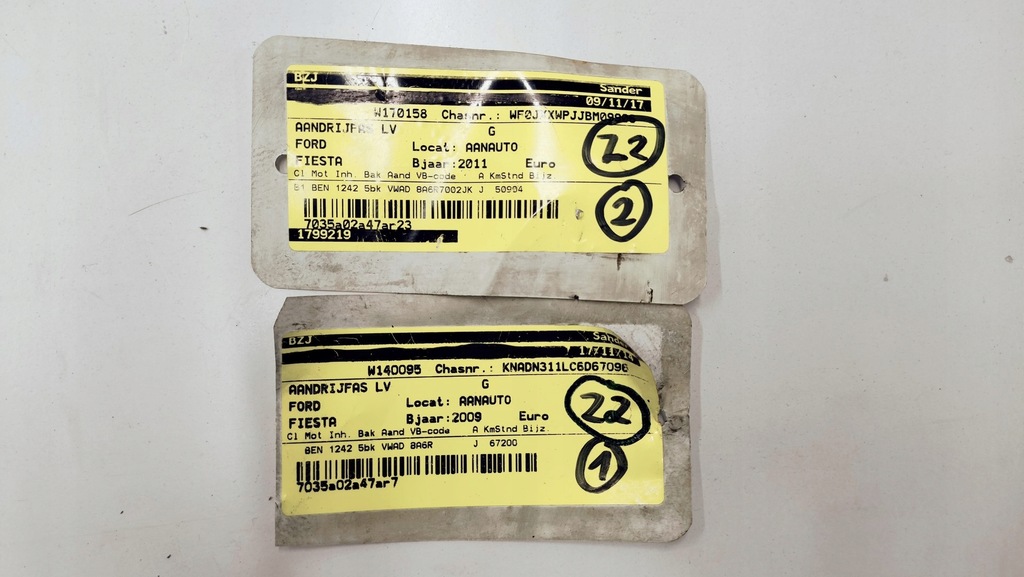 BZJ Sander
09/11/17
W170158 Chasnr.:
AANDRIJFAS LV G
FORD Locat: AANAUTO
FIESTA Bjaar:2011 Euro
Cl Mot Inh. Bak Aand VB-code A KmStnd Bijz.
B1 BEN 1242 5bk VWAD 8A6R7002JK J 50904
7035a02a47ar23
1799219
22
2
BZJ
W140095 Chasnr.: KNADN311LC6D67096
AANDRIJFAS LV G
FORD Locat: AANAUTO
FIESTA Bjaar:2009 Euro
Cl Mot Inh. Bak Aand VB-code A KmStnd Bijz.
BEN 1242 5bk VWAD 8A6R J 67200
7035a02a47ar7
22
1